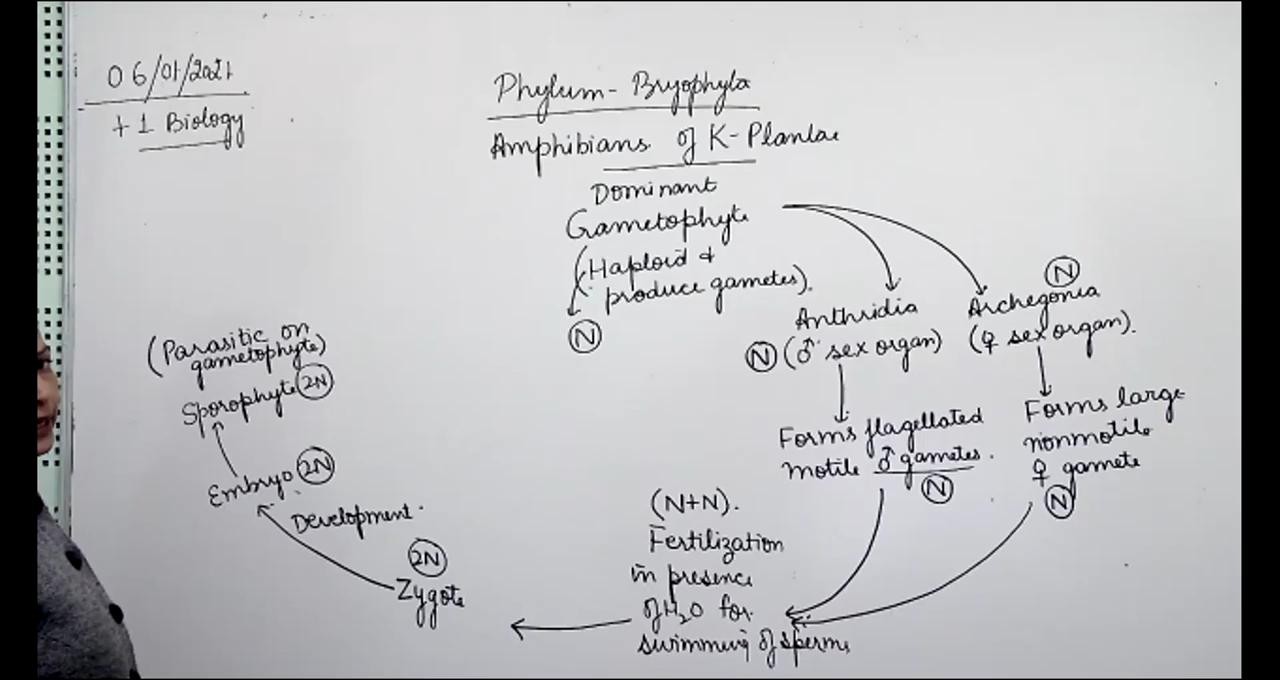 06/01/2021
+1 Biology
Phylum- Bryophyta
Amphibians of K-Plantae
Dominant
Gametophyte
(Haploid &
produce gametes).
N
Anthridia
N (♂ sex organ)
Forms flagellated
motile ♂ gametes.
N
N
Archegonia
(♀ sex organ).
Forms large
nonmotile
♀ gamete
N
(N+N).
Fertilization
in presence
of H₂O for
swimming of sperms
2N
Zygote
Development.
Embryo 2N
Sporophyte 2N
(Parasitic on
gametophyte)